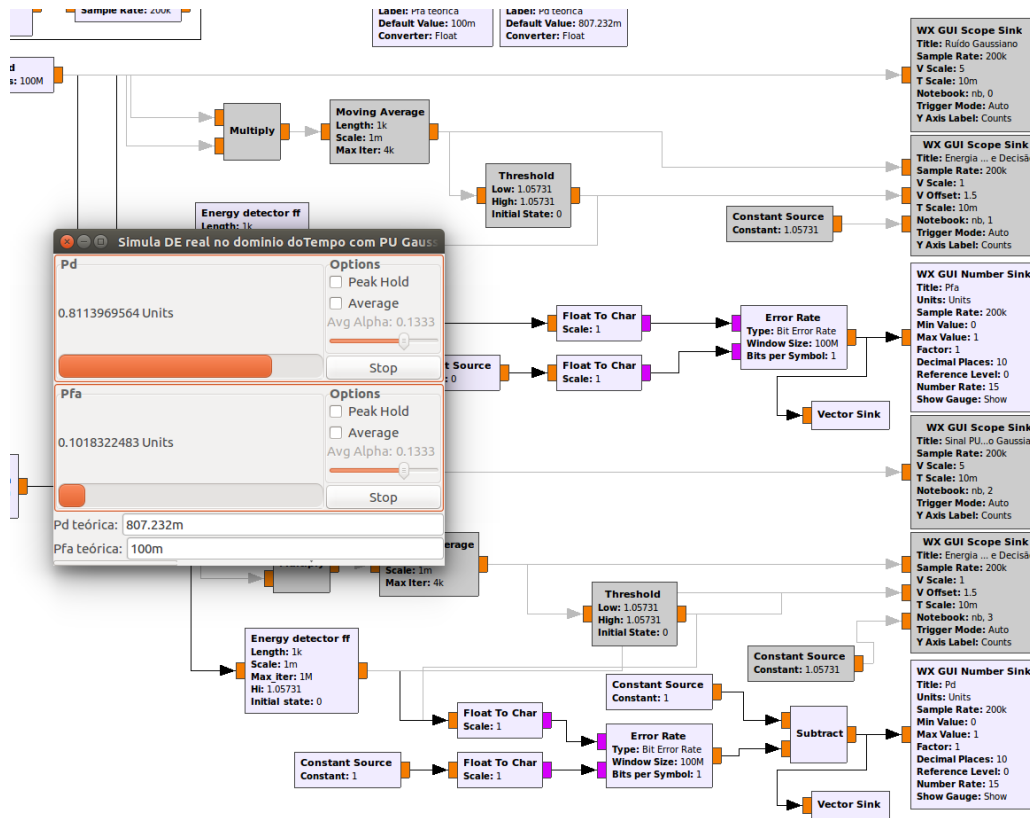 Sample Rate: 200k
Label: Pfa teórica
Default Value: 100m
Converter: Float
Label: Pd teórica
Default Value: 807.232m
Converter: Float
: 100M
Multiply
Moving Average
Length: 1k
Scale: 1m
Max Iter: 4k
Threshold
Low: 1.05731
High: 1.05731
Initial State: 0
Constant Source
Constant: 1.05731
WX GUI Scope Sink
Title: Ruído Gaussiano
Sample Rate: 200k
V Scale: 5
T Scale: 10m
Notebook: nb, 0
Trigger Mode: Auto
Y Axis Label: Counts
WX GUI Scope Sink
Title: Energia ... e Decisão
Sample Rate: 200k
V Scale: 1
V Offset: 1.5
T Scale: 10m
Notebook: nb, 1
Trigger Mode: Auto
Y Axis Label: Counts
Energy detector ff
Length: 1k
Simula DE real no dominio doTempo com PU Gaus
Pd
0.8113969564 Units
Options
Peak Hold
Average
Avg Alpha: 0.1333
Stop
Pfa
0.1018322483 Units
Options
Peak Hold
Average
Avg Alpha: 0.1333
Stop
Pd teórica: 807.232m
Pfa teórica: 100m
t Source
: 0
Float To Char
Scale: 1
Float To Char
Scale: 1
Error Rate
Type: Bit Error Rate
Window Size: 100M
Bits per Symbol: 1
Vector Sink
WX GUI Number Sink
Title: Pfa
Units: Units
Sample Rate: 200k
Min Value: 0
Max Value: 1
Factor: 1
Decimal Places: 10
Reference Level: 0
Number Rate: 15
Show Gauge: Show
WX GUI Scope Sink
Title: Sinal PU...o Gaussia
Sample Rate: 200k
V Scale: 5
T Scale: 10m
Notebook: nb, 2
Trigger Mode: Auto
Y Axis Label: Counts
erage
Scale: 1m
Max Iter: 4k
Threshold
Low: 1.05731
High: 1.05731
Initial State: 0
Constant Source
Constant: 1.05731
WX GUI Scope Sink
Title: Energia ... e Decisã
Sample Rate: 200k
V Scale: 1
V Offset: 1.5
T Scale: 10m
Notebook: nb, 3
Trigger Mode: Auto
Y Axis Label: Counts
Energy detector ff
Length: 1k
Scale: 1m
Max_iter: 1M
Hi: 1.05731
Initial state: 0
Constant Source
Constant: 1
Float To Char
Scale: 1
Constant Source
Constant: 1
Float To Char
Scale: 1
Error Rate
Type: Bit Error Rate
Window Size: 100M
Bits per Symbol: 1
Subtract
Vector Sink
WX GUI Number Sink
Title: Pd
Units: Units
Sample Rate: 200k
Min Value: 0
Max Value: 1
Factor: 1
Decimal Places: 10
Reference Level: 0
Number Rate: 15
Show Gauge: Show